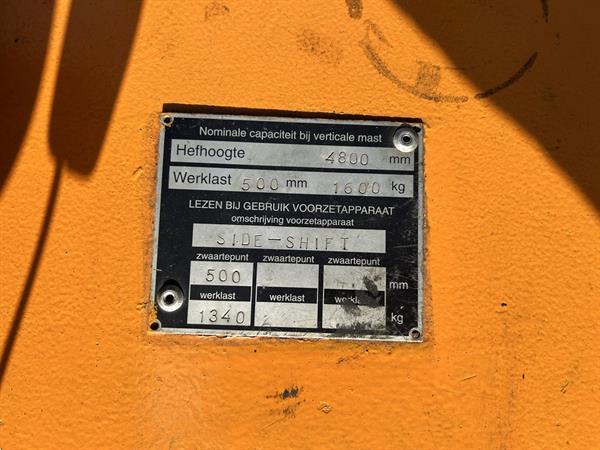 Nominale capaciteit bij verticale mast
Hefhoogte 4800 mm
Werklast 500 mm 1600 kg
LEZEN BIJ GEBRUIK VOORZETAPPARAAT
omschrijving voorzetapparaat
SIDE-SHIFT
zwaartepunt zwaartepunt zwaartepunt
500 mm
werklast werklast werklast
1340 kg